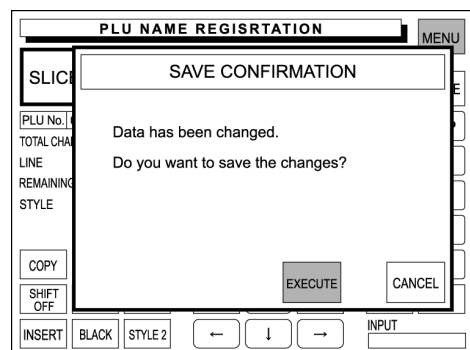 PLU NAME REGISRTATION
MENU
SAVE CONFIRMATION
SLICE
E
PLU No.
TOTAL CHA
LINE
REMAINING
STYLE
Data has been changed.
Do you want to save the changes?
COPY
EXECUTE
CANCEL
SHIFT
OFF
INSERT
BLACK
STYLE 2
←
↓
→
INPUT